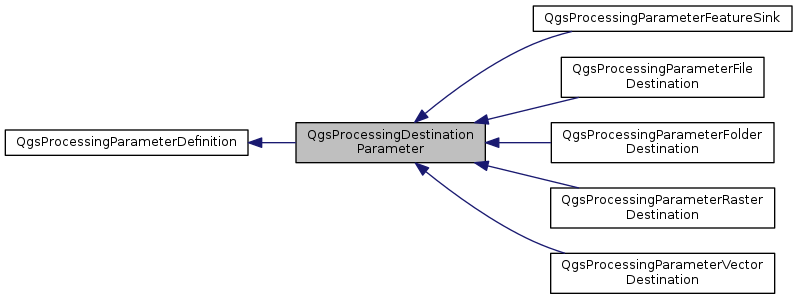 QgsProcessingParameterDefinition
QgsProcessingDestination
Parameter
QgsProcessingParameterFeatureSink
QgsProcessingParameterFile
Destination
QgsProcessingParameterFolder
Destination
QgsProcessingParameterRaster
Destination
QgsProcessingParameterVector
Destination